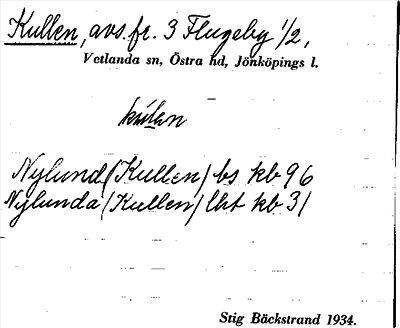 Kullen, avs. fr. 3 Flugeby 1/2,
Vetlanda sn, Östra hd, Jönköpings l.
kúlen
Nylund (Kullen) bs kb 96
Nylunda (Kullen) lht kb 31
Stig Bäckstrand 1934.